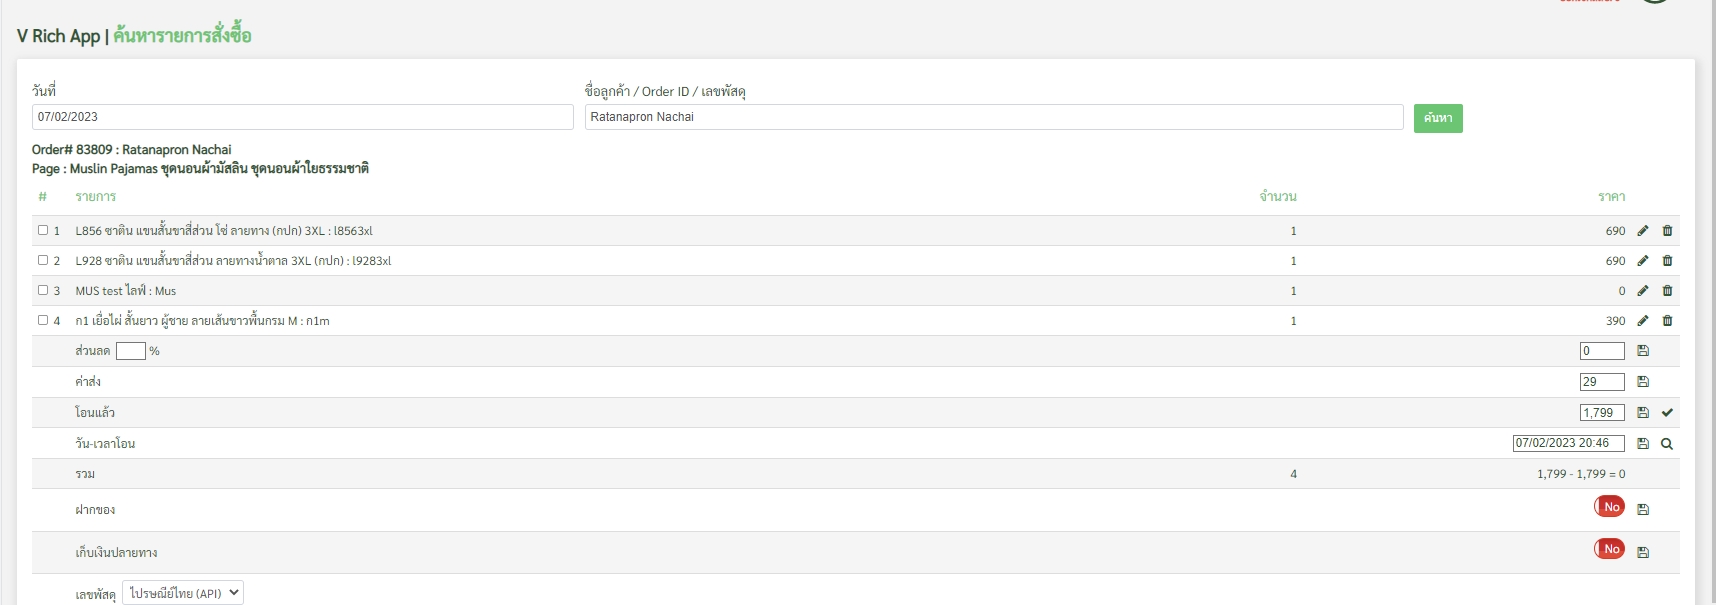 V Rich App | ค้นหารายการสั่งซื้อ
วันที่ ชื่อลูกค้า / Order ID / เลขพัสดุ
07/02/2023 Ratanapron Nachai ค้นหา
Order# 83809 : Ratanapron Nachai
Page : Muslin Pajamas ชุดนอนผ้ามัสลิน ชุดนอนผ้าใยธรรมชาติ
# รายการ จำนวน ราคา
1 L856 ซาติน แขนสั้นขาสี่ส่วน โซ่ ลายทาง (กปก) 3XL : l8563xl 1 690
2 L928 ซาติน แขนสั้นขาสี่ส่วน ลายทางน้ำตาล 3XL (กปก) : l9283xl 1 690
3 MUS test ไลฟ์ : Mus 1 0
4 ก1 เยื่อไผ่ สั้นยาว ผู้ชาย ลายเส้นขาวพื้นกรม M : ก1m 1 390
ส่วนลด % 0
ค่าส่ง 29
โอนแล้ว 1,799
วัน-เวลาโอน 07/02/2023 20:46
รวม 4 1,799 - 1,799 = 0
ฝากของ No
เก็บเงินปลายทาง No
เลขพัสดุ ไปรษณีย์ไทย (API)